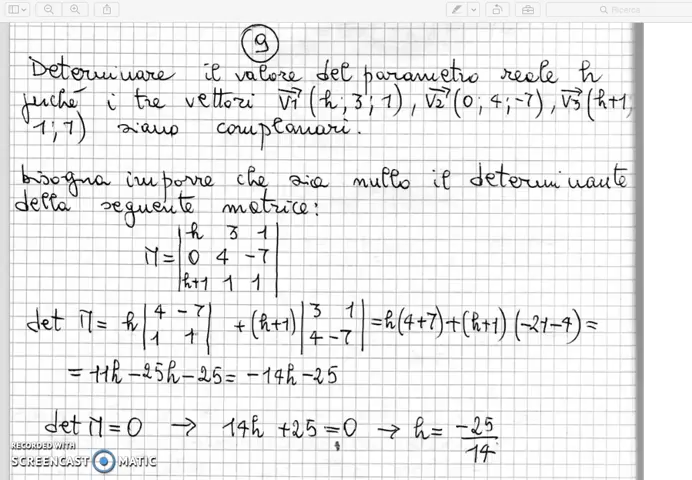 Ricerca
9
Determinare il valore del parametro reale h
finché i tre vettori V1 (h; 3; 1), V2 (0; 4; -7), V3 (h+1;
1; 1) siano complanari.
bisogna imporre che sia nullo il determinante
della seguente matrice:
M = | h 3 1 |
| 0 4 -7 |
| h+1 1 1 |
det M = h | 4 -7 | + (h+1) | 3 1 | = h(4+7) + (h+1) (-21-4) =
| 1 1 | | 4 -7 |
= 11h - 25h - 25 = -14h - 25
det M = 0 → 14h + 25 = 0 → h = -25/14
RECORDED WITH
SCREENCAST O MATIC